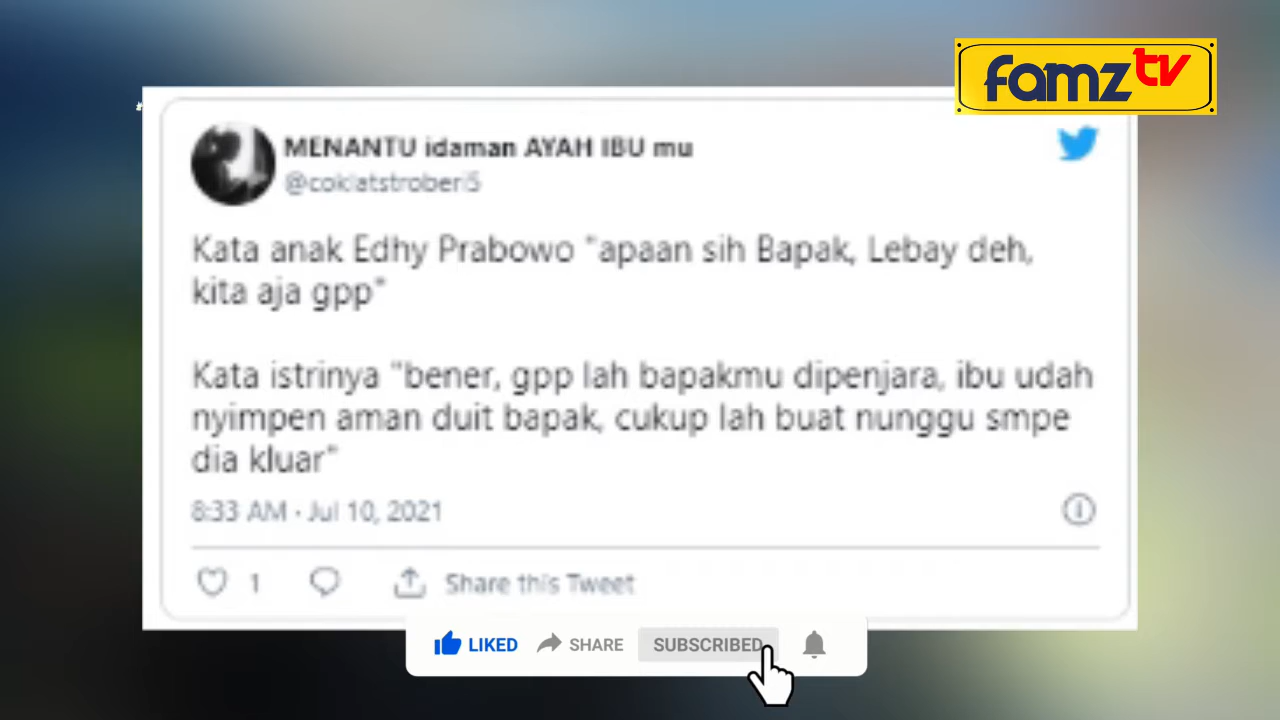 famz tv
MENANTU idaman AYAH IBU mu
@coklatstroberi5
Kata anak Edhy Prabowo "apaan sih Bapak, Lebay deh,
kita aja gpp"
Kata istrinya "bener, gpp lah bapakmu dipenjara, ibu udah
nyimpen aman duit bapak, cukup lah buat nunggu smpe
dia kluar"
8:33 AM · Jul 10, 2021
1
Share this Tweet
LIKED SHARE SUBSCRIBED